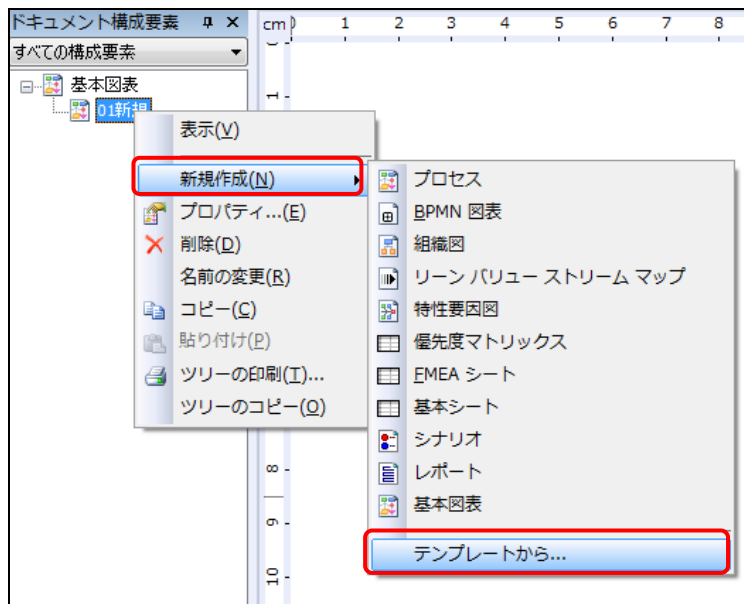 ドキュメント構成要素
すべての構成要素
基本図表
01新規
cm 0 1 2 3 4 5 6 7 8
1
8
9
10
表示(V)
新規作成(N)
プロパティ...(E)
削除(D)
名前の変更(R)
コピー(C)
貼り付け(P)
ツリーの印刷(T)...
ツリーのコピー(O)
プロセス
BPMN 図表
組織図
リーン バリュー ストリーム マップ
特性要因図
優先度マトリックス
FMEA シート
基本シート
シナリオ
レポート
基本図表
テンプレートから...